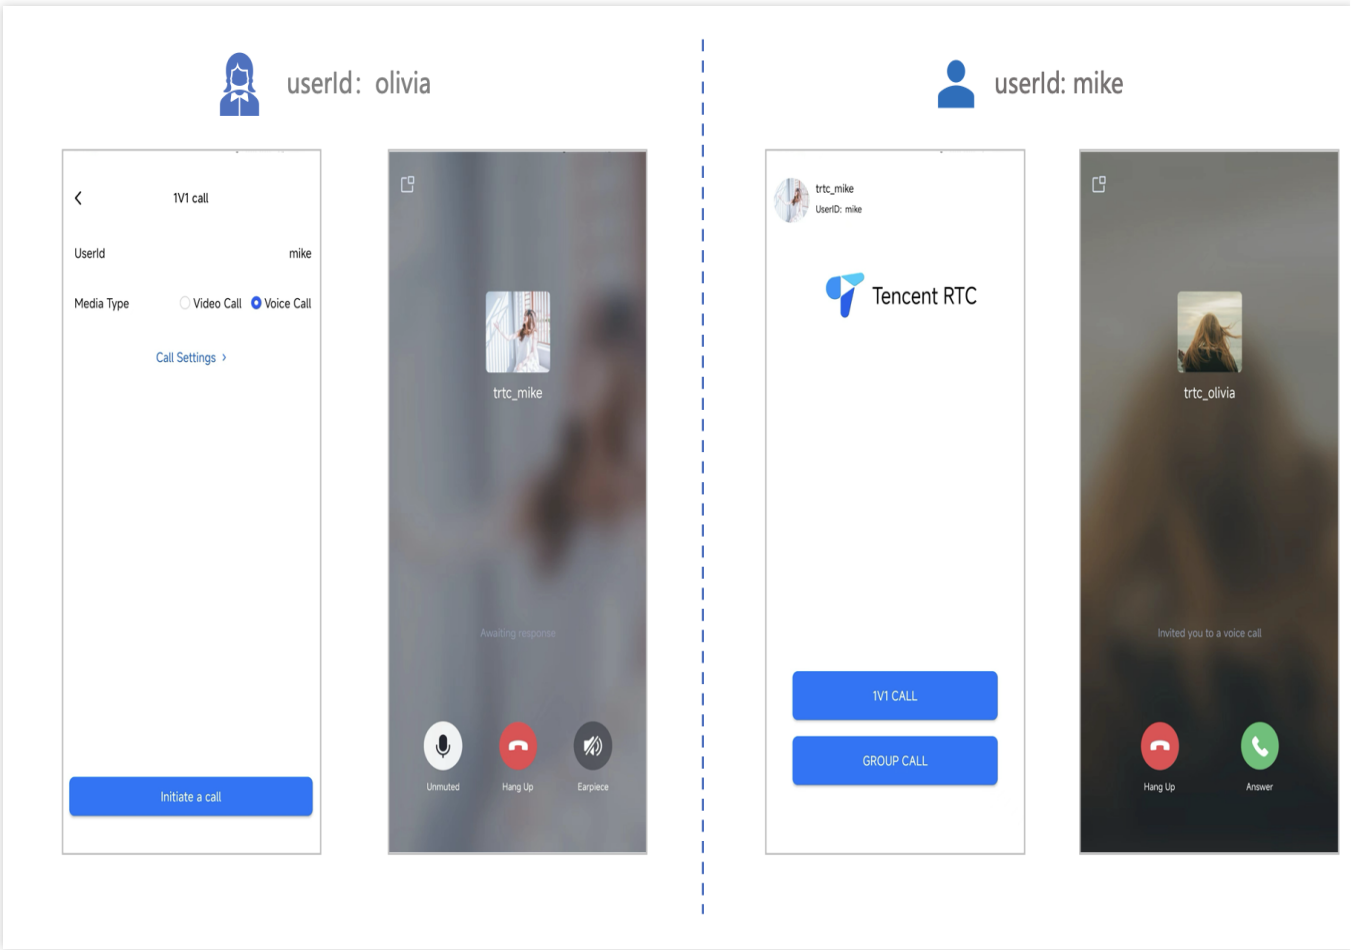 userId: olivia
1V1 call
UserId mike
Media Type Video Call Voice Call
Call Settings >
Initiate a call
trtc_mike
Awaiting response
Unmuted Hang Up Earpiece
userId: mike
trtc_mike
UserID: mike
Tencent RTC
1V1 CALL
GROUP CALL
trtc_olivia
Invited you to a voice call
Hang Up Answer